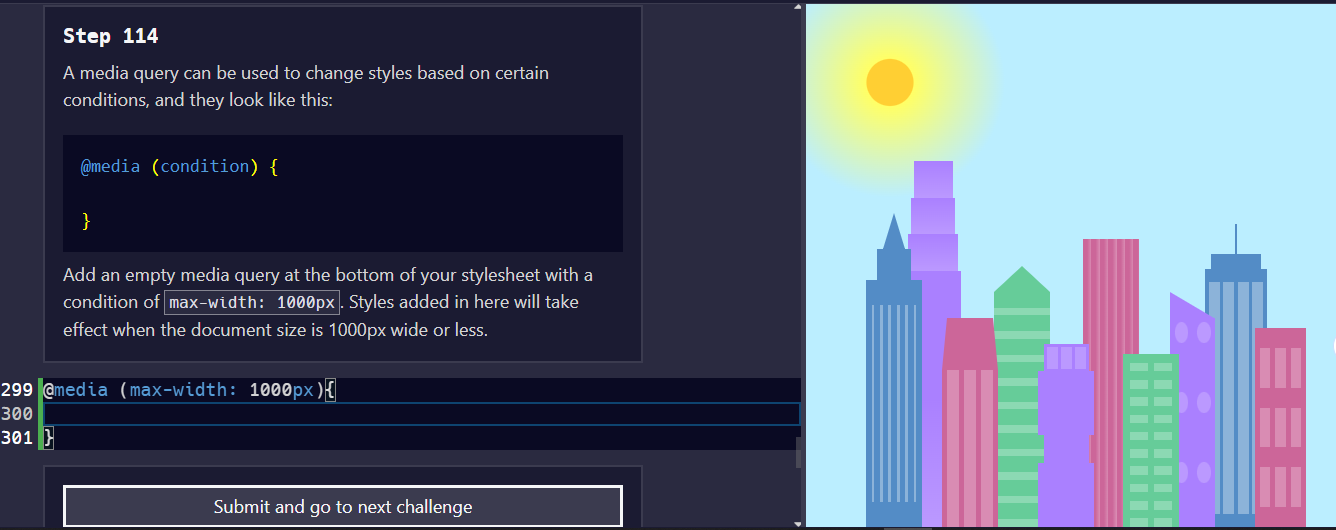 Step 114
A media query can be used to change styles based on certain
conditions, and they look like this:
@media (condition) {
}
Add an empty media query at the bottom of your stylesheet with a
condition of max-width: 1000px. Styles added in here will take
effect when the document size is 1000px wide or less.
299 @media (max-width: 1000px){
300
301 }
Submit and go to next challenge